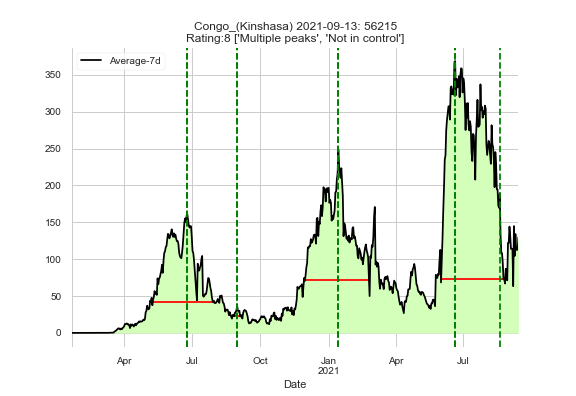 Congo_(Kinshasa) 2021-09-13: 56215
Rating:8 ['Multiple peaks', 'Not in control']
Average-7d
350
300
250
200
150
100
50
0
Apr Jul Oct Jan Apr Jul
2021
Date